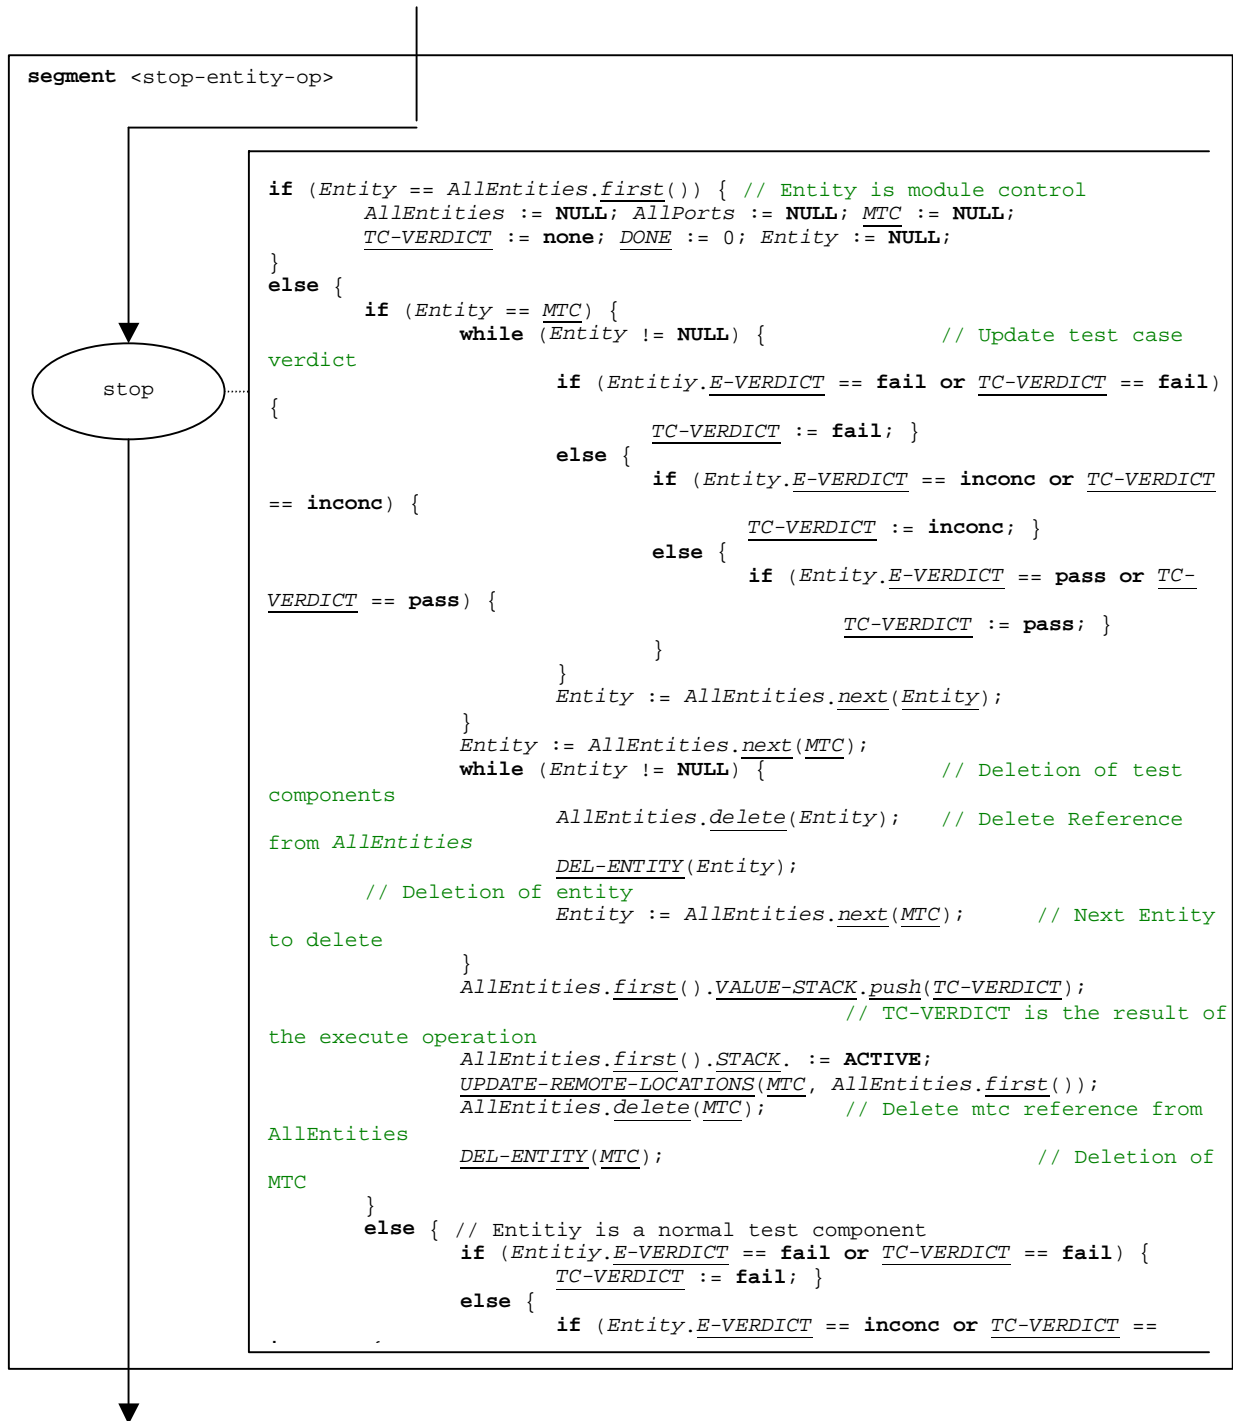 segment <stop-entity-op>
stop
if (Entity == AllEntities.first()) { // Entity is module control
AllEntities := NULL; AllPorts := NULL; MTC := NULL;
TC-VERDICT := none; DONE := 0; Entity := NULL;
}
else {
if (Entity == MTC) {
while (Entity != NULL) { // Update test case
verdict
if (Entitiy.E-VERDICT == fail or TC-VERDICT == fail)
{
TC-VERDICT := fail; }
else {
if (Entity.E-VERDICT == inconc or TC-VERDICT
== inconc) {
TC-VERDICT := inconc; }
else {
if (Entity.E-VERDICT == pass or TC-
VERDICT == pass) {
TC-VERDICT := pass; }
}
}
Entity := AllEntities.next(Entity);
}
Entity := AllEntities.next(MTC);
while (Entity != NULL) { // Deletion of test
components
AllEntities.delete(Entity); // Delete Reference
from AllEntities
DEL-ENTITY(Entity);
// Deletion of entity
Entity := AllEntities.next(MTC); // Next Entity
to delete
}
AllEntities.first().VALUE-STACK.push(TC-VERDICT);
// TC-VERDICT is the result of
the execute operation
AllEntities.first().STACK. := ACTIVE;
UPDATE-REMOTE-LOCATIONS(MTC, AllEntities.first());
AllEntities.delete(MTC); // Delete mtc reference from
AllEntities
DEL-ENTITY(MTC); // Deletion of
MTC
}
else { // Entitiy is a normal test component
if (Entitiy.E-VERDICT == fail or TC-VERDICT == fail) {
TC-VERDICT := fail; }
else {
if (Entity.E-VERDICT == inconc or TC-VERDICT ==